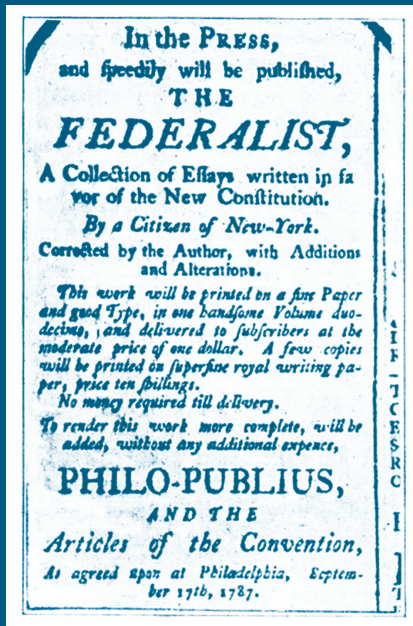 In the PRESS,
and ſpeedily will be publiſhed,
THE
FEDERALIST,
A Collection of Eſſays written in fa
vor of the New Conſtitution.
By a Citizen of New-York.
Corrected by the Author, with Additions
and Alterations.
This work will be printed on a fine Paper
and good Type, in one handſome Volume duo-
decimo, and delivered to ſubſcribers at the
moderate price of one dollar. A few copies
will be printed on ſuperfine royal writing pa-
per, price ten ſhillings.
No money required till delivery.
To render this work more complete, will be
added, without any additional expence,
PHILO-PUBLIUS,
AND THE
Articles of the Convention,
As agreed upon at Philadelphia, Septem-
ber 17th, 1787.